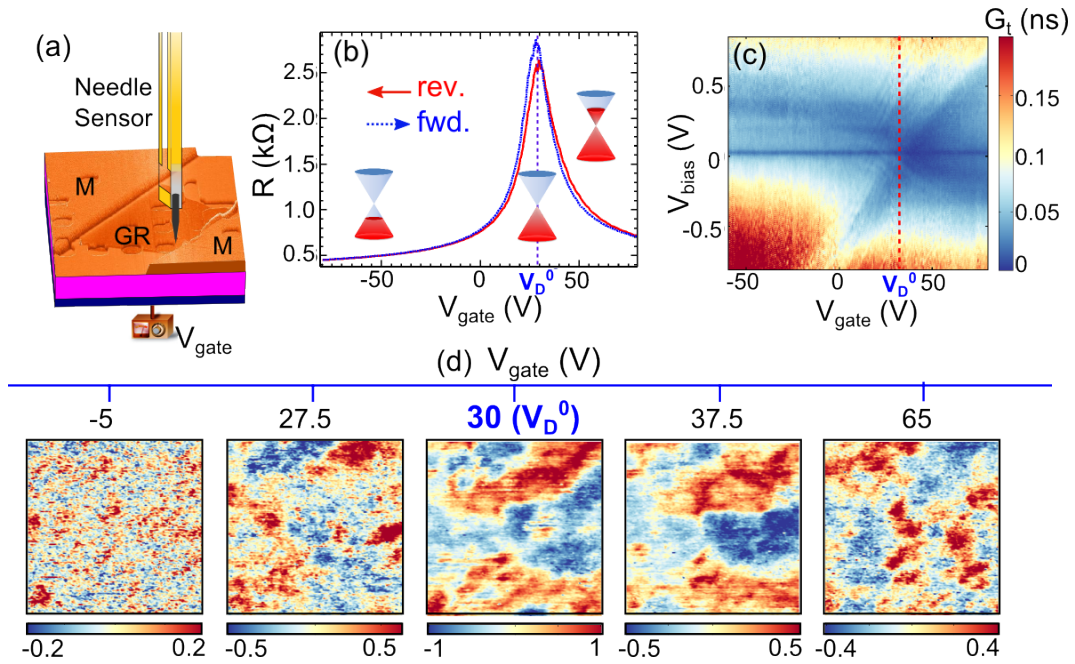 (a)
Needle
Sensor
M
GR
M
V_gate
(b)
rev.
fwd.
R (kΩ)
2.5
2.0
1.5
1.0
0.5
-50 0 50
V_D^0
V_gate (V)
(c)
G_t (ns)
V_bias (V)
0.5
0
-0.5
-50 0 50
V_D^0
V_gate (V)
0.15
0.1
0.05
0
(d) V_gate (V)
-5 27.5 30 (V_D^0) 37.5 65
-0.2 0.2 -0.5 0.5 -1 1 -0.5 0.5 -0.4 0.4